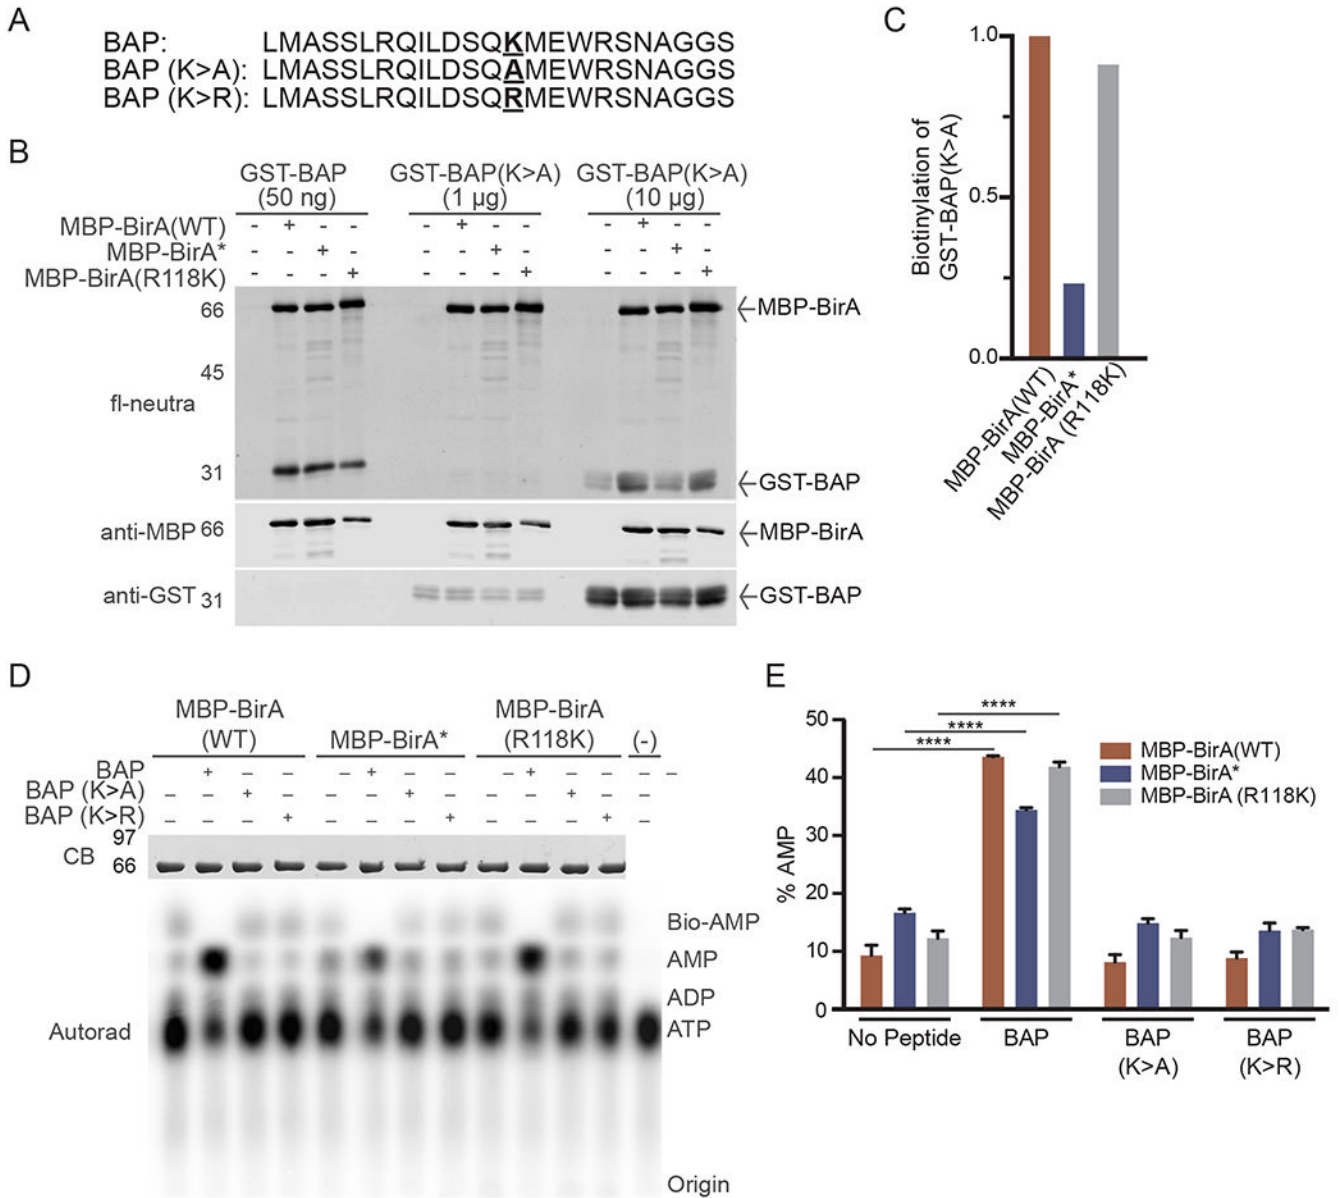 A
BAP: LMASSLRQILDSQKMEWRSNAGGS
BAP (K>A): LMASSLRQILDSQAMEWRSNAGGS
BAP (K>R): LMASSLRQILDSQRMEWRSNAGGS
B
GST-BAP GST-BAP(K>A) GST-BAP(K>A)
(50 ng) (1 µg) (10 µg)
MBP-BirA(WT) - + - - - + - - - + - -
MBP-BirA* - - + - - - + - - - + -
MBP-BirA(R118K) - - - + - - - + - - - +
66 MBP-BirA
45
fl-neutra
31 GST-BAP
anti-MBP 66 MBP-BirA
anti-GST 31 GST-BAP
C
Biotinylation of
GST-BAP(K>A)
1.0
0.5
0.0
MBP-BirA(WT)
MBP-BirA*
MBP-BirA (R118K)
D
MBP-BirA MBP-BirA
(WT) MBP-BirA* (R118K) (-)
BAP – + – – – + – – – + – – –
BAP (K>A) – – + – – – + – – – + – –
BAP (K>R) – – – + – – – + – – – + –
97
CB 66
Bio-AMP
AMP
ADP
Autorad ATP
Origin
E
% AMP
50
40
30
20
10
0
****
****
****
MBP-BirA(WT)
MBP-BirA*
MBP-BirA (R118K)
No Peptide BAP BAP BAP
(K>A) (K>R)